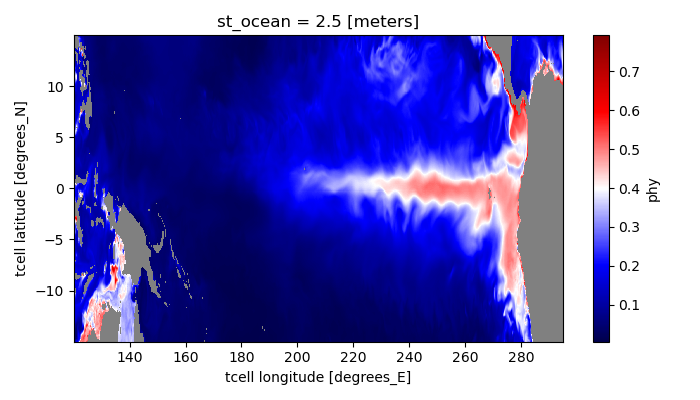 st_ocean = 2.5 [meters]
10
5
0
−5
−10
tcell latitude [degrees_N]
140 160 180 200 220 240 260 280
tcell longitude [degrees_E]
0.7
0.6
0.5
0.4
0.3
0.2
0.1
phy